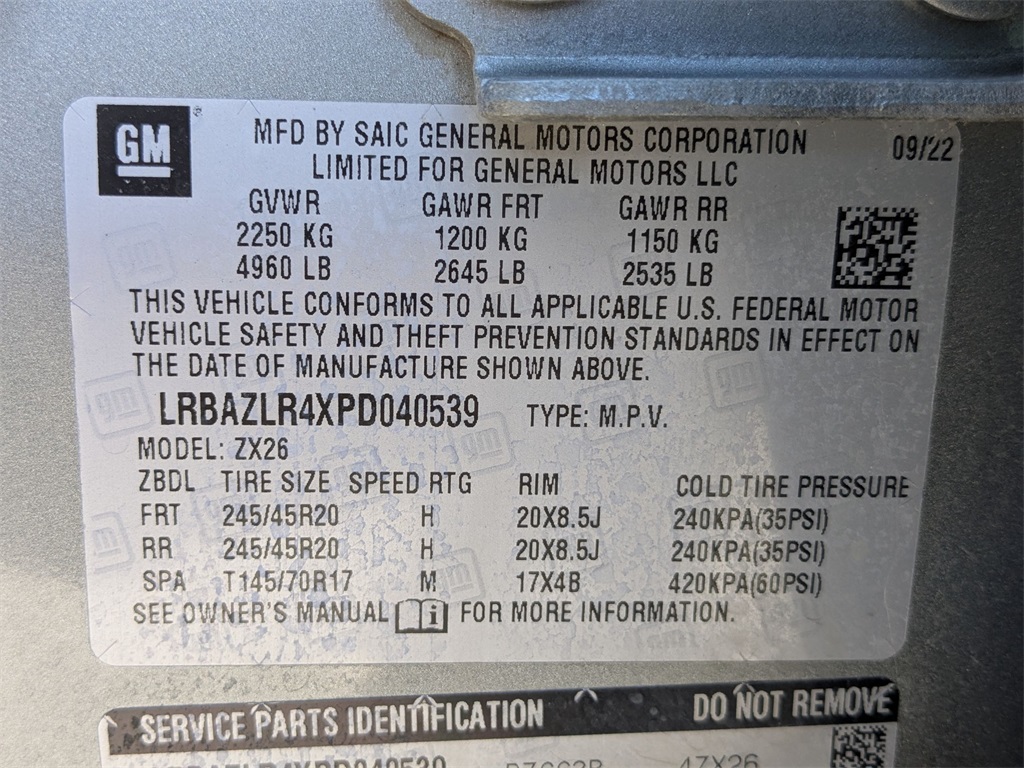 GM ® MFD BY SAIC GENERAL MOTORS CORPORATION 09/22
LIMITED FOR GENERAL MOTORS LLC
GVWR GAWR FRT GAWR RR
2250 KG 1200 KG 1150 KG
4960 LB 2645 LB 2535 LB
THIS VEHICLE CONFORMS TO ALL APPLICABLE U.S. FEDERAL MOTOR
VEHICLE SAFETY AND THEFT PREVENTION STANDARDS IN EFFECT ON
THE DATE OF MANUFACTURE SHOWN ABOVE.
LRBAZLR4XPD040539 TYPE: M.P.V.
MODEL: ZX26
ZBDL TIRE SIZE SPEED RTG RIM COLD TIRE PRESSURE
FRT 245/45R20 H 20X8.5J 240KPA(35PSI)
RR 245/45R20 H 20X8.5J 240KPA(35PSI)
SPA T145/70R17 M 17X4B 420KPA(60PSI)
SEE OWNER'S MANUAL i FOR MORE INFORMATION.
SERVICE PARTS IDENTIFICATION DO NOT REMOVE